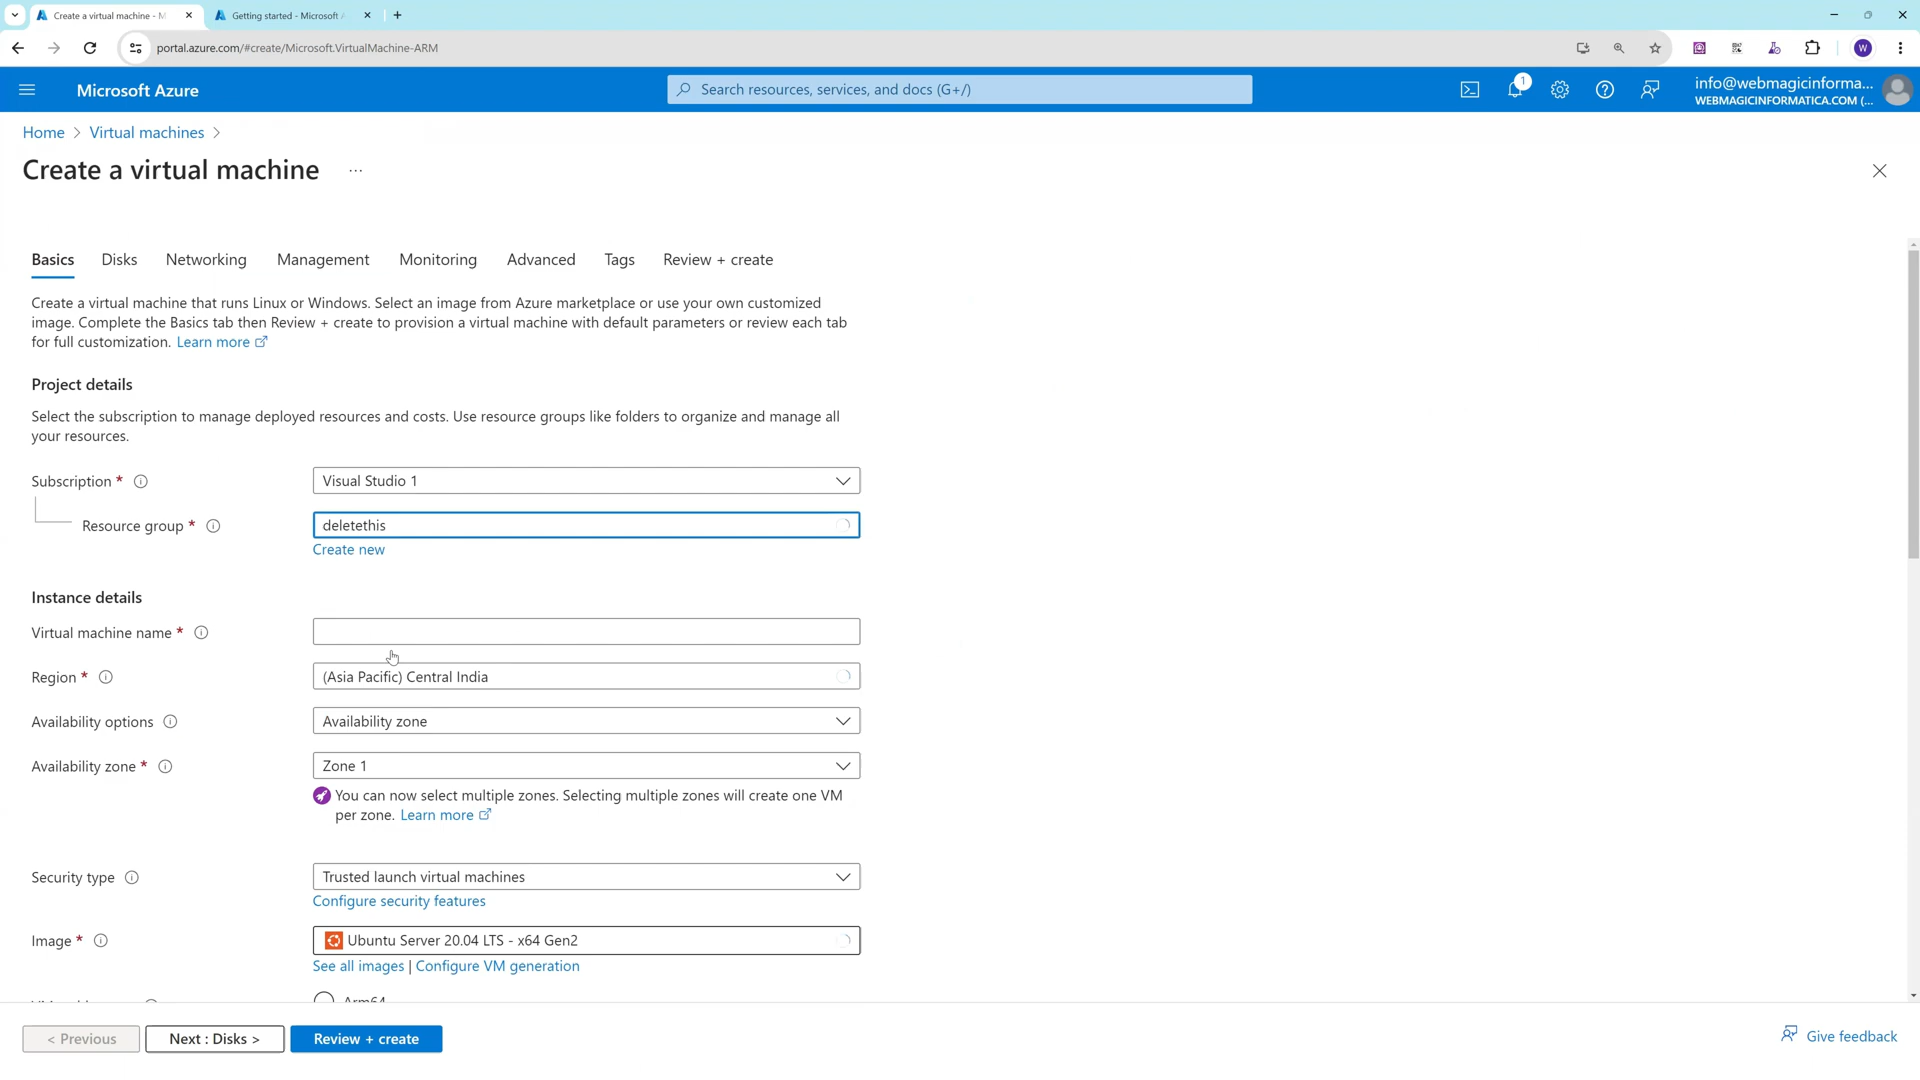 Create a virtual machine - M
Getting started - Microsoft A
portal.azure.com/#create/Microsoft.VirtualMachine-ARM
W
Microsoft Azure
Search resources, services, and docs (G+/)
1
info@webmagicinforma...
WEBMAGICINFORMATICA.COM (...
Home > Virtual machines >
Create a virtual machine ...
Basics Disks Networking Management Monitoring Advanced Tags Review + create
Create a virtual machine that runs Linux or Windows. Select an image from Azure marketplace or use your own customized
image. Complete the Basics tab then Review + create to provision a virtual machine with default parameters or review each tab
for full customization. Learn more
Project details
Select the subscription to manage deployed resources and costs. Use resource groups like folders to organize and manage all
your resources.
Subscription * Visual Studio 1
Resource group * deletethis
Create new
Instance details
Virtual machine name *
Region * (Asia Pacific) Central India
Availability options Availability zone
Availability zone * Zone 1
You can now select multiple zones. Selecting multiple zones will create one VM
per zone. Learn more
Security type Trusted launch virtual machines
Configure security features
Image * Ubuntu Server 20.04 LTS - x64 Gen2
See all images | Configure VM generation
Arm64
< Previous Next : Disks > Review + create Give feedback